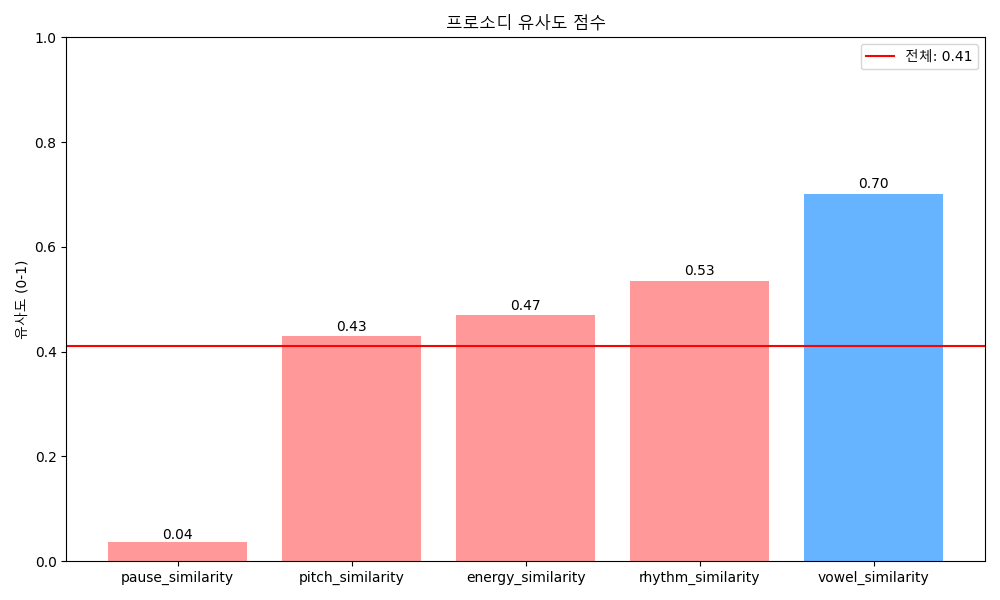 프로소디 유사도 점수
전체: 0.41
유사도 (0-1)
1.0
0.8
0.6
0.4
0.2
0.0
0.04
0.43
0.47
0.53
0.70
pause_similarity
pitch_similarity
energy_similarity
rhythm_similarity
vowel_similarity